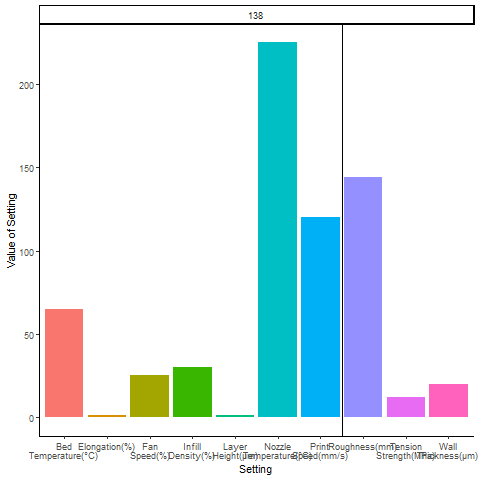 138
Value of Setting
200
150
100
50
0
Bed Elongation(%) Fan Infill Layer Nozzle Print Roughness(mm) Tension Wall
Temperature(°C) Speed(%) Density(%) Height(µm) Temperature(°C) Speed(mm/s) Strength(MPa) Thickness(µm)
Setting